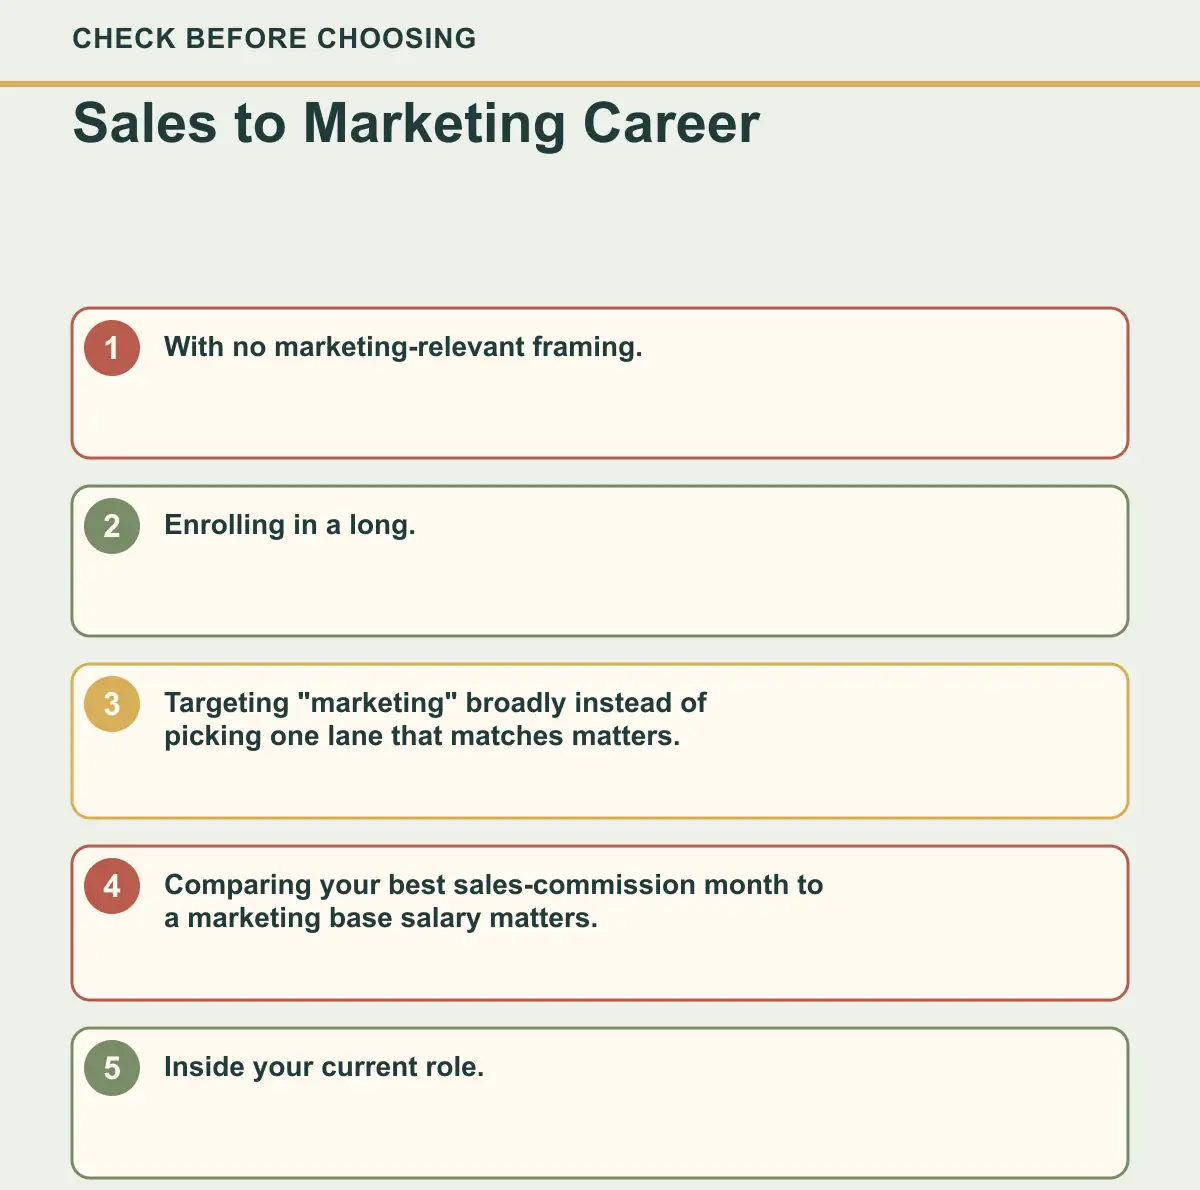 CHECK BEFORE CHOOSING
Sales to Marketing Career
1
With no marketing-relevant framing.
2
Enrolling in a long.
3
Targeting "marketing" broadly instead of
picking one lane that matches matters.
4
Comparing your best sales-commission month to
a marketing base salary matters.
5
Inside your current role.